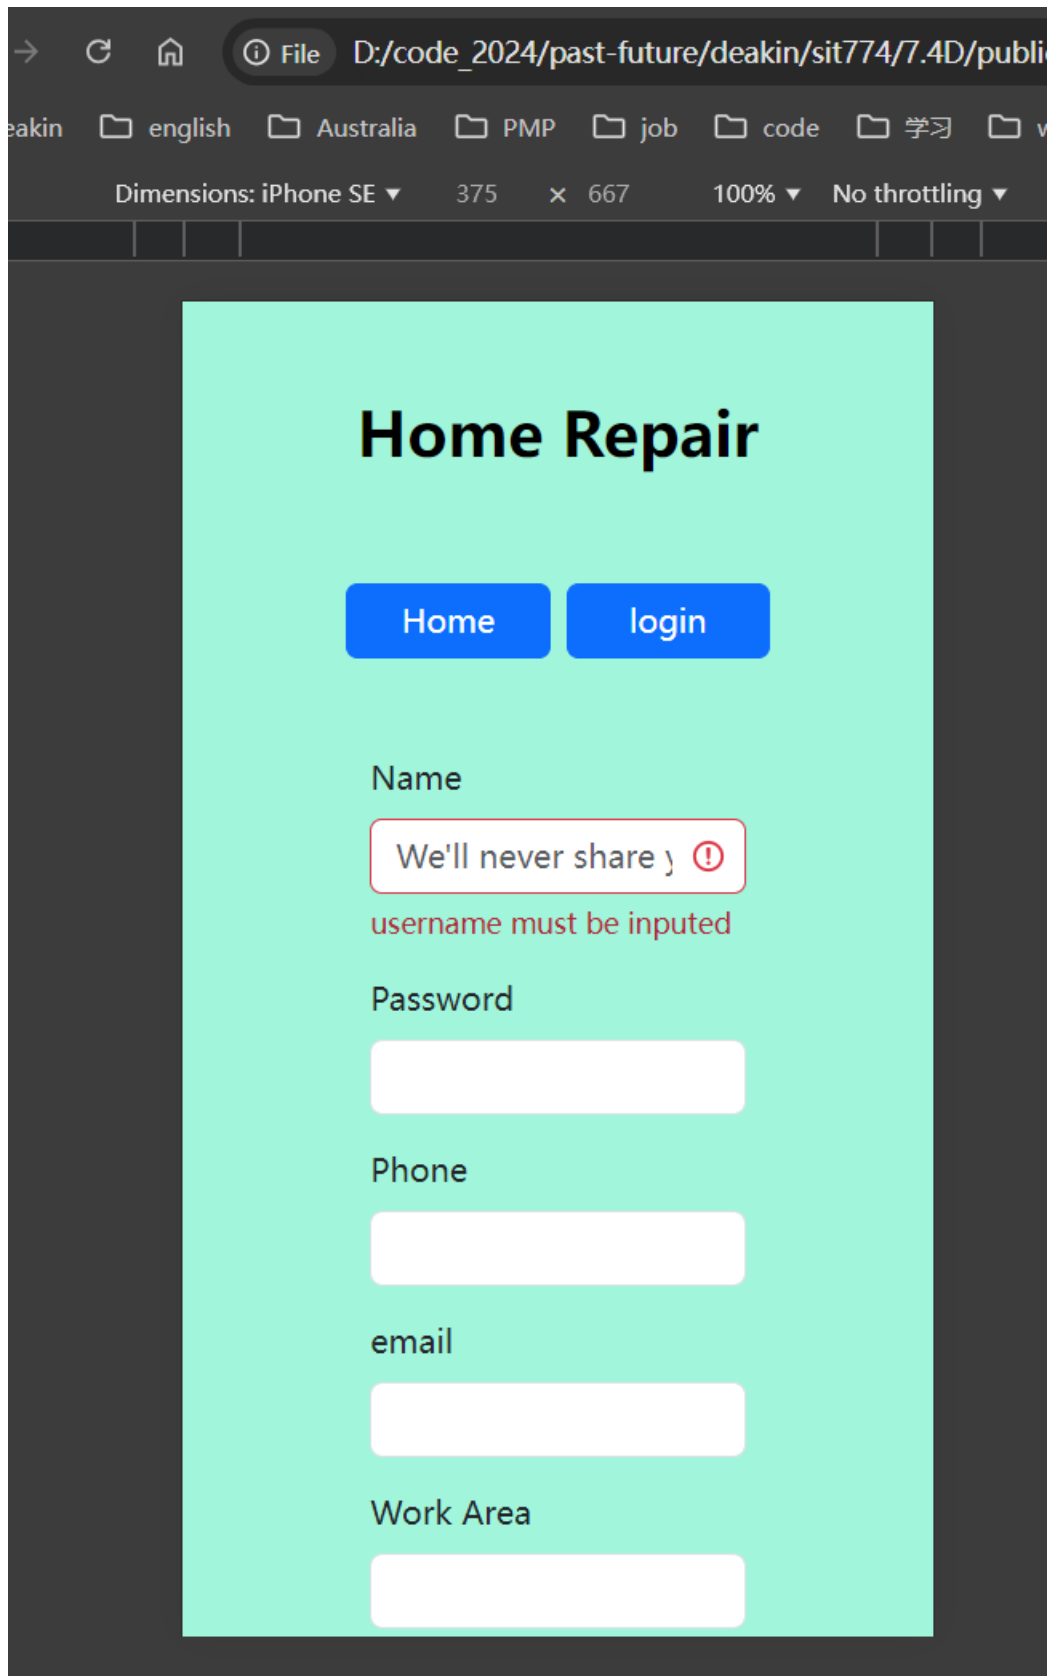 File D:/code_2024/past-future/deakin/sit774/7.4D/public
eakin english Australia PMP job code 学习 w
Dimensions: iPhone SE ▼ 375 × 667 100% ▼ No throttling ▼
Home Repair
Home login
Name
We'll never share y
username must be inputed
Password
Phone
email
Work Area